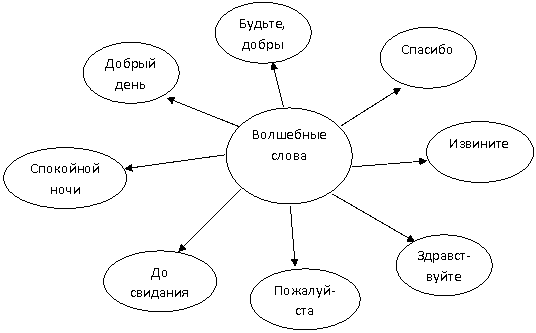 Будьте,
добры
Спасибо
Добрый
день
Волшебные
слова
Извините
Спокойной
ночи
Здравст-
вуйте
До
свидания
Пожалуй-
ста